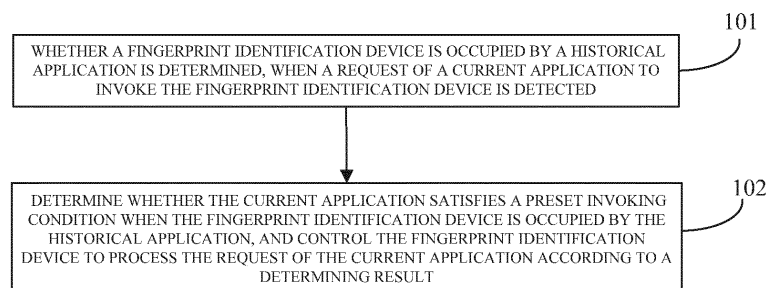 101
WHETHER A FINGERPRINT IDENTIFICATION DEVICE IS OCCUPIED BY A HISTORICAL
APPLICATION IS DETERMINED, WHEN A REQUEST OF A CURRENT APPLICATION TO
INVOKE THE FINGERPRINT IDENTIFICATION DEVICE IS DETECTED
102
DETERMINE WHETHER THE CURRENT APPLICATION SATISFIES A PRESET INVOKING
CONDITION WHEN THE FINGERPRINT IDENTIFICATION DEVICE IS OCCUPIED BY THE
HISTORICAL APPLICATION, AND CONTROL THE FINGERPRINT IDENTIFICATION
DEVICE TO PROCESS THE REQUEST OF THE CURRENT APPLICATION ACCORDING TO A
DETERMINING RESULT